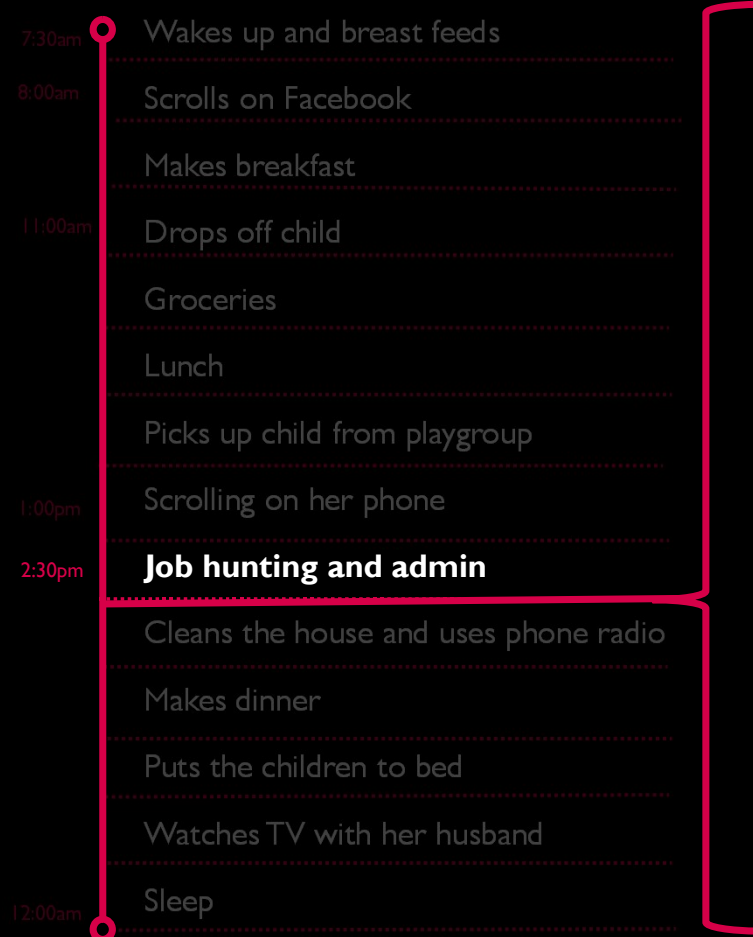 7:30am Wakes up and breast feeds
8:00am Scrolls on Facebook
Makes breakfast
11:00am Drops off child
Groceries
Lunch
Picks up child from playgroup
1:00pm Scrolling on her phone
2:30pm Job hunting and admin
Cleans the house and uses phone radio
Makes dinner
Puts the children to bed
Watches TV with her husband
12:00am Sleep